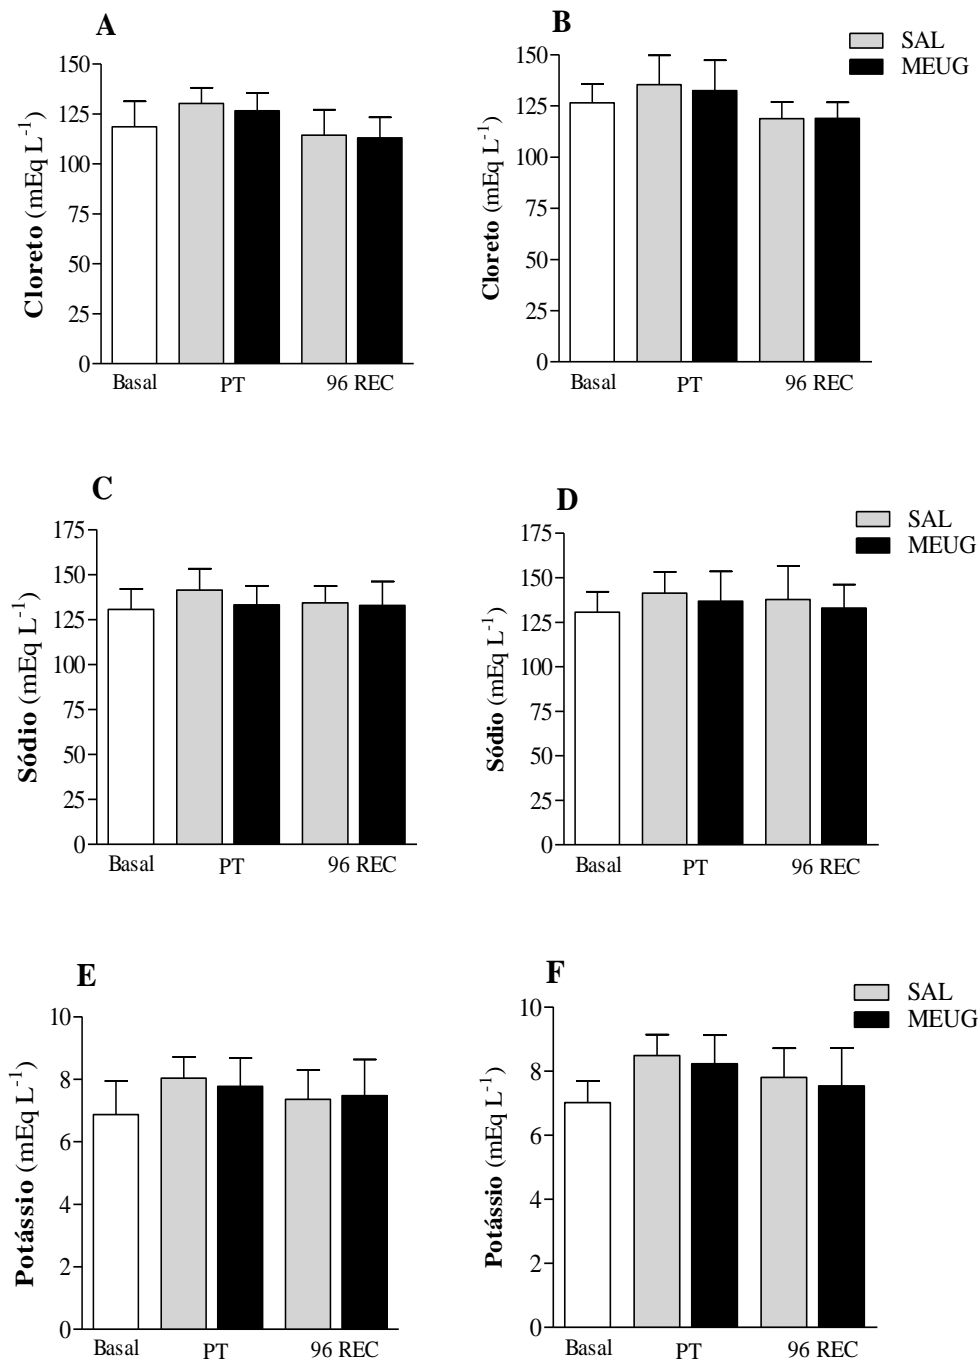 A
Cloreto (mEq L-1)
150
125
100
75
50
25
0
Basal PT 96 REC
B
SAL
MEUG
Cloreto (mEq L-1)
150
125
100
75
50
25
0
Basal PT 96 REC
C
Sódio (mEq L-1)
175
150
125
100
75
50
25
0
Basal PT 96 REC
D
SAL
MEUG
Sódio (mEq L-1)
175
150
125
100
75
50
25
0
Basal PT 96 REC
E
Potássio (mEq L-1)
10
8
6
4
2
0
Basal PT 96 REC
F
SAL
MEUG
Potássio (mEq L-1)
10
8
6
4
2
0
Basal PT 96 REC